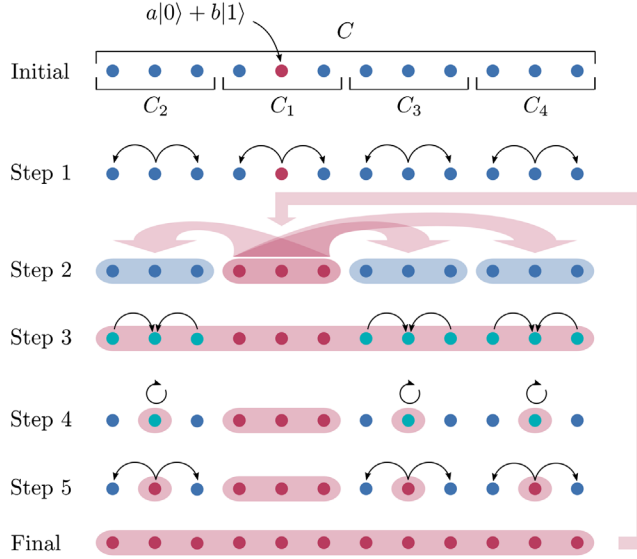 a|0⟩ + b|1⟩
C
Initial
C₂ C₁ C₃ C₄
Step 1
Step 2
Step 3
Step 4
Step 5
Final